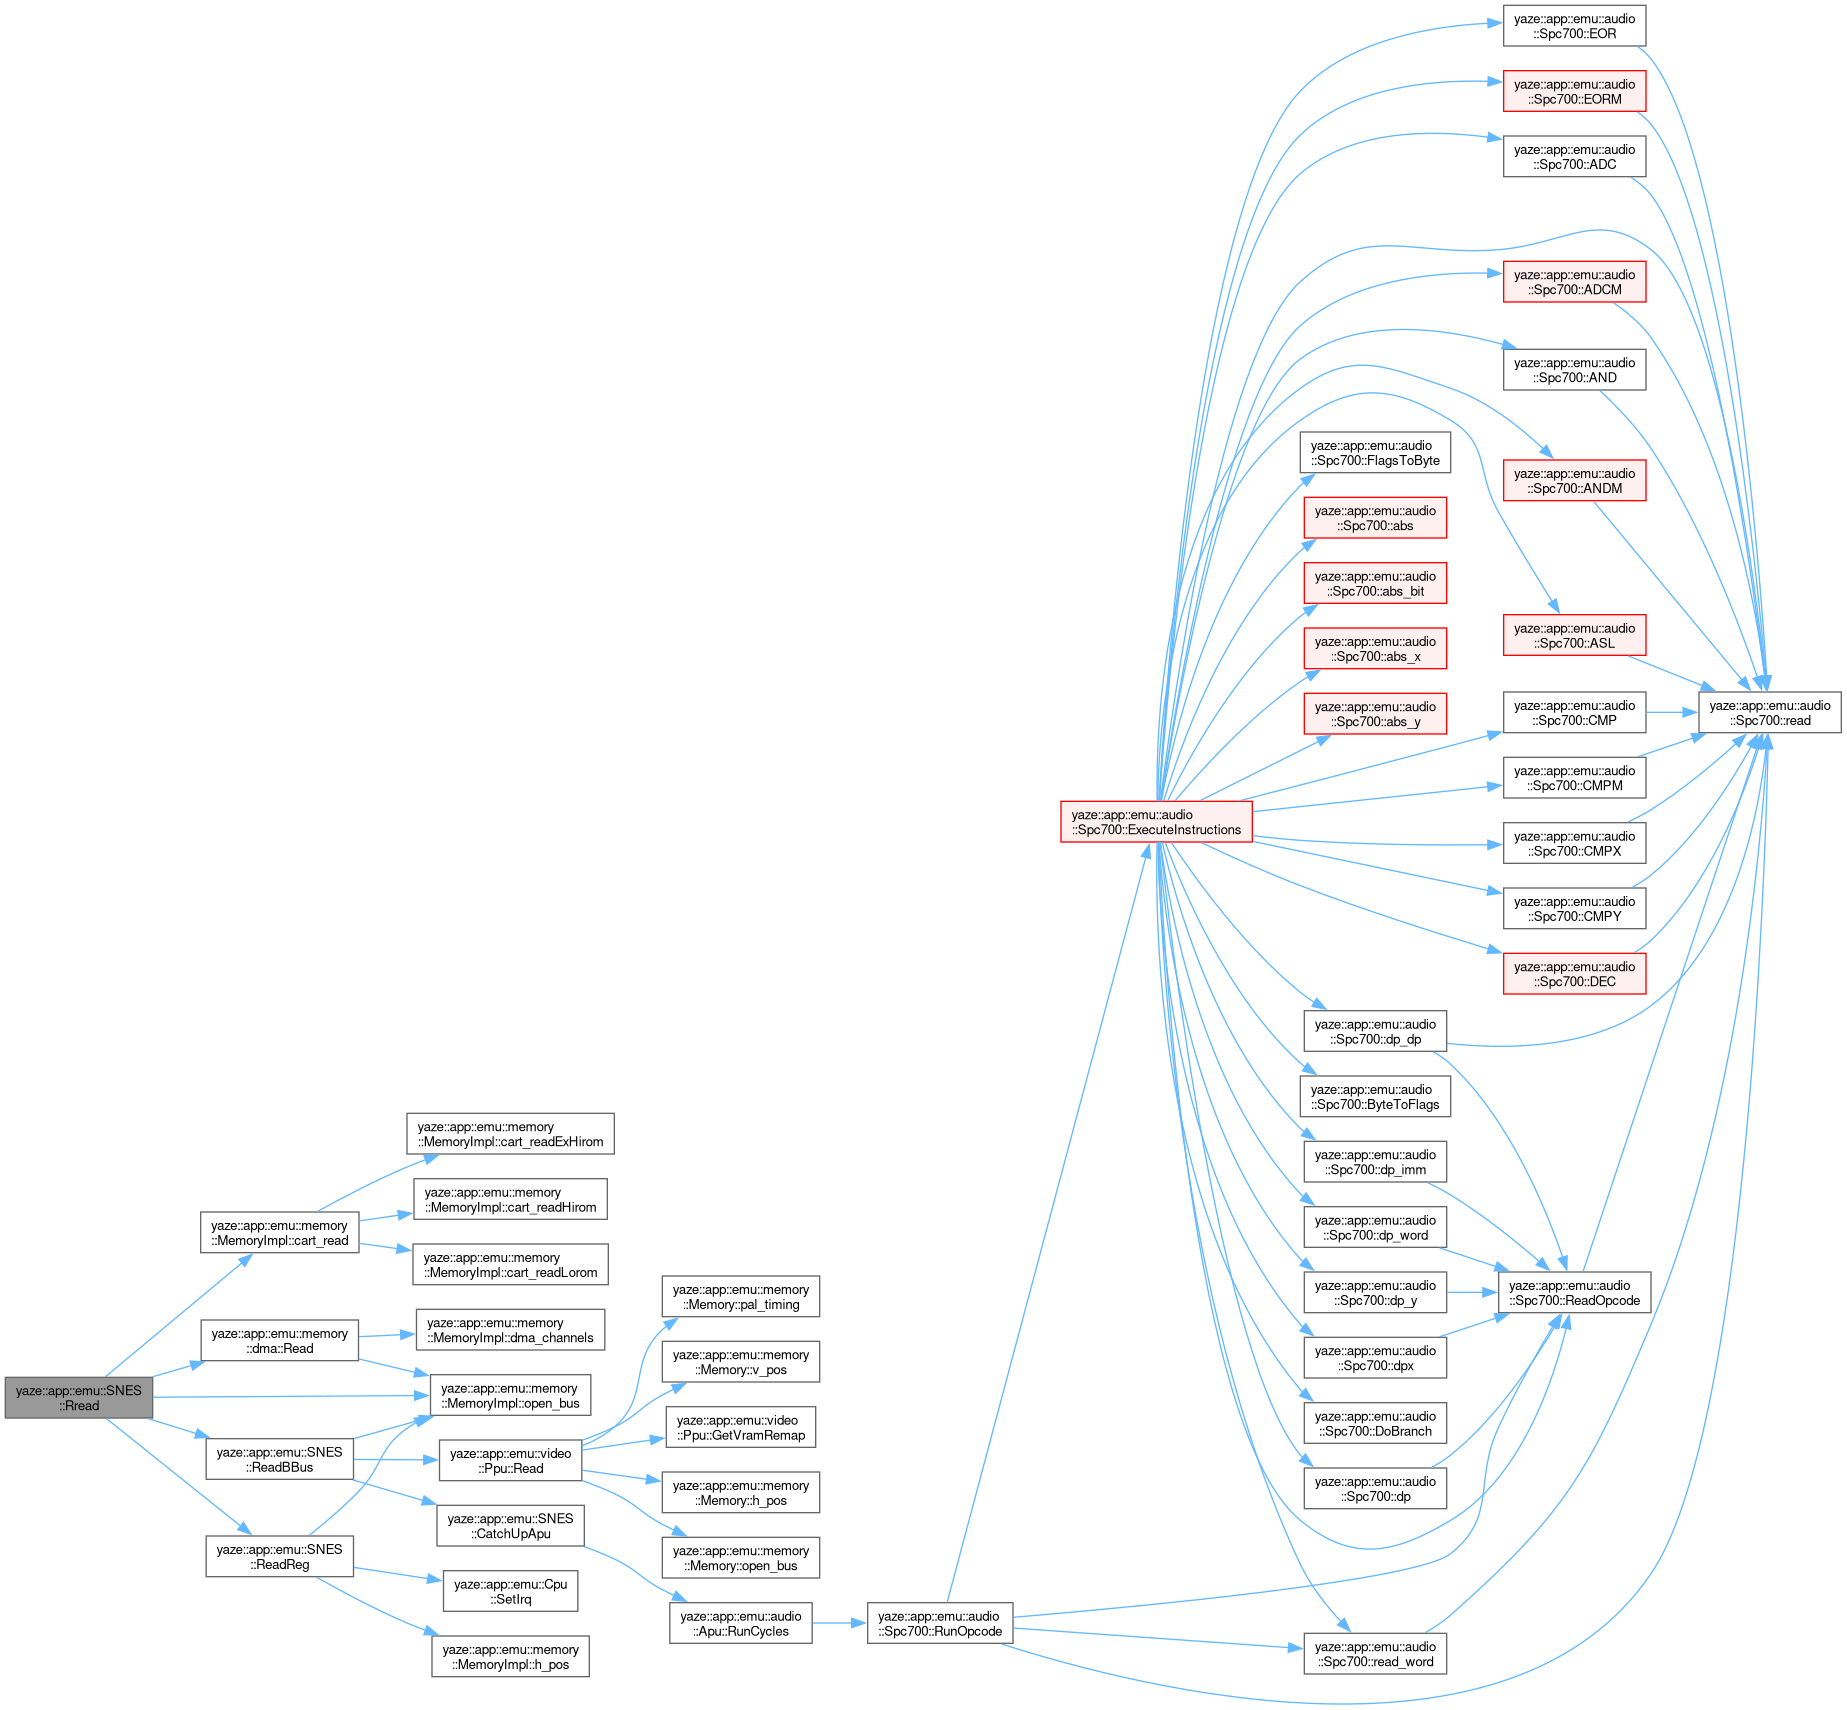 yaze::app::emu::SNES
::Rread
yaze::app::emu::memory
::MemoryImpl::cart_read
yaze::app::emu::memory
::dma::Read
yaze::app::emu::SNES
::ReadBBus
yaze::app::emu::SNES
::ReadReg
yaze::app::emu::memory
::MemoryImpl::cart_readExHirom
yaze::app::emu::memory
::MemoryImpl::cart_readHirom
yaze::app::emu::memory
::MemoryImpl::cart_readLorom
yaze::app::emu::memory
::MemoryImpl::dma_channels
yaze::app::emu::memory
::MemoryImpl::open_bus
yaze::app::emu::video
::Ppu::Read
yaze::app::emu::SNES
::CatchUpApu
yaze::app::emu::Cpu
::SetIrq
yaze::app::emu::memory
::MemoryImpl::h_pos
yaze::app::emu::memory
::Memory::pal_timing
yaze::app::emu::memory
::Memory::v_pos
yaze::app::emu::video
::Ppu::GetVramRemap
yaze::app::emu::memory
::Memory::h_pos
yaze::app::emu::memory
::Memory::open_bus
yaze::app::emu::audio
::Apu::RunCycles
yaze::app::emu::audio
::Spc700::RunOpcode
yaze::app::emu::audio
::Spc700::ExecuteInstructions
yaze::app::emu::audio
::Spc700::FlagsToByte
yaze::app::emu::audio
::Spc700::abs
yaze::app::emu::audio
::Spc700::abs_bit
yaze::app::emu::audio
::Spc700::abs_x
yaze::app::emu::audio
::Spc700::abs_y
yaze::app::emu::audio
::Spc700::dp_dp
yaze::app::emu::audio
::Spc700::ByteToFlags
yaze::app::emu::audio
::Spc700::dp_imm
yaze::app::emu::audio
::Spc700::dp_word
yaze::app::emu::audio
::Spc700::dp_y
yaze::app::emu::audio
::Spc700::dpx
yaze::app::emu::audio
::Spc700::DoBranch
yaze::app::emu::audio
::Spc700::dp
yaze::app::emu::audio
::Spc700::read_word
yaze::app::emu::audio
::Spc700::EOR
yaze::app::emu::audio
::Spc700::EORM
yaze::app::emu::audio
::Spc700::ADC
yaze::app::emu::audio
::Spc700::ADCM
yaze::app::emu::audio
::Spc700::AND
yaze::app::emu::audio
::Spc700::ANDM
yaze::app::emu::audio
::Spc700::ASL
yaze::app::emu::audio
::Spc700::CMP
yaze::app::emu::audio
::Spc700::CMPM
yaze::app::emu::audio
::Spc700::CMPX
yaze::app::emu::audio
::Spc700::CMPY
yaze::app::emu::audio
::Spc700::DEC
yaze::app::emu::audio
::Spc700::ReadOpcode
yaze::app::emu::audio
::Spc700::read